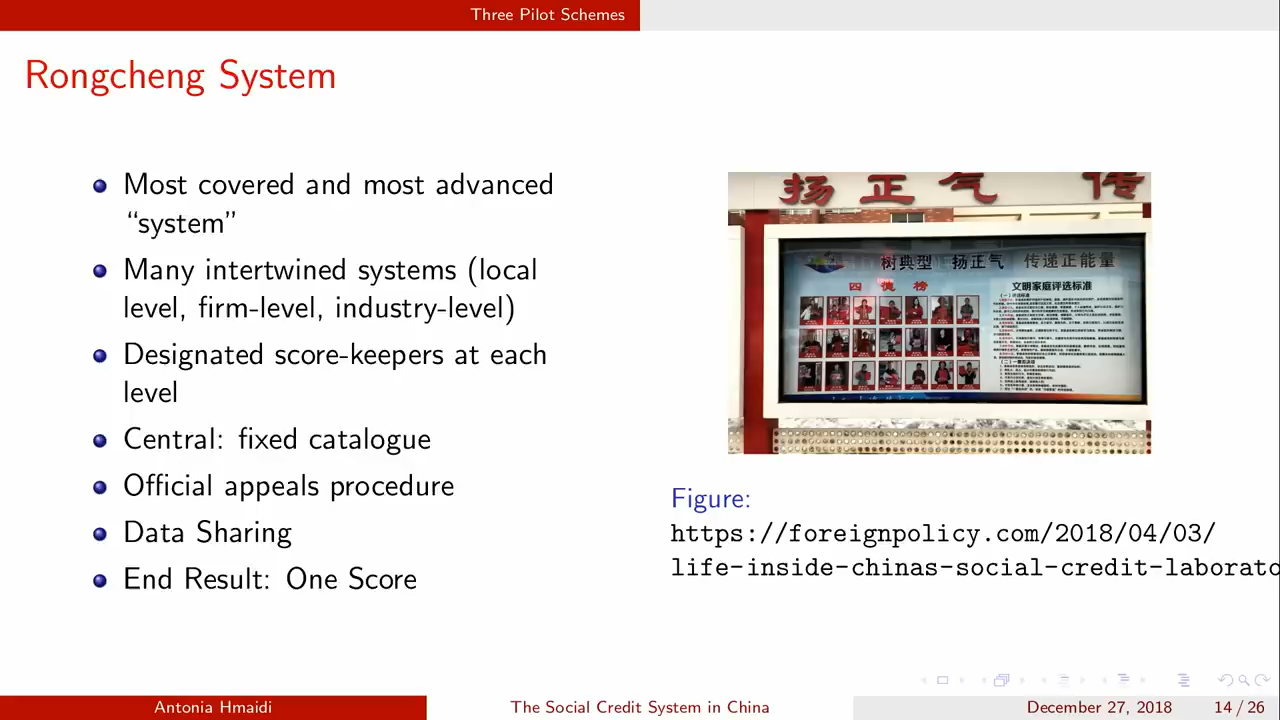 Three Pilot Schemes
Rongcheng System
Most covered and most advanced
“system”
Many intertwined systems (local
level, firm-level, industry-level)
Designated score-keepers at each
level
Central: fixed catalogue
Official appeals procedure
Data Sharing
End Result: One Score
扬正气 传
树典型 扬正气 传递正能量
榜
文明家庭评选标准
Figure:
https://foreignpolicy.com/2018/04/03/
life-inside-chinas-social-credit-laborato
Antonia Hmaidi
The Social Credit System in China
December 27, 2018
14 / 26